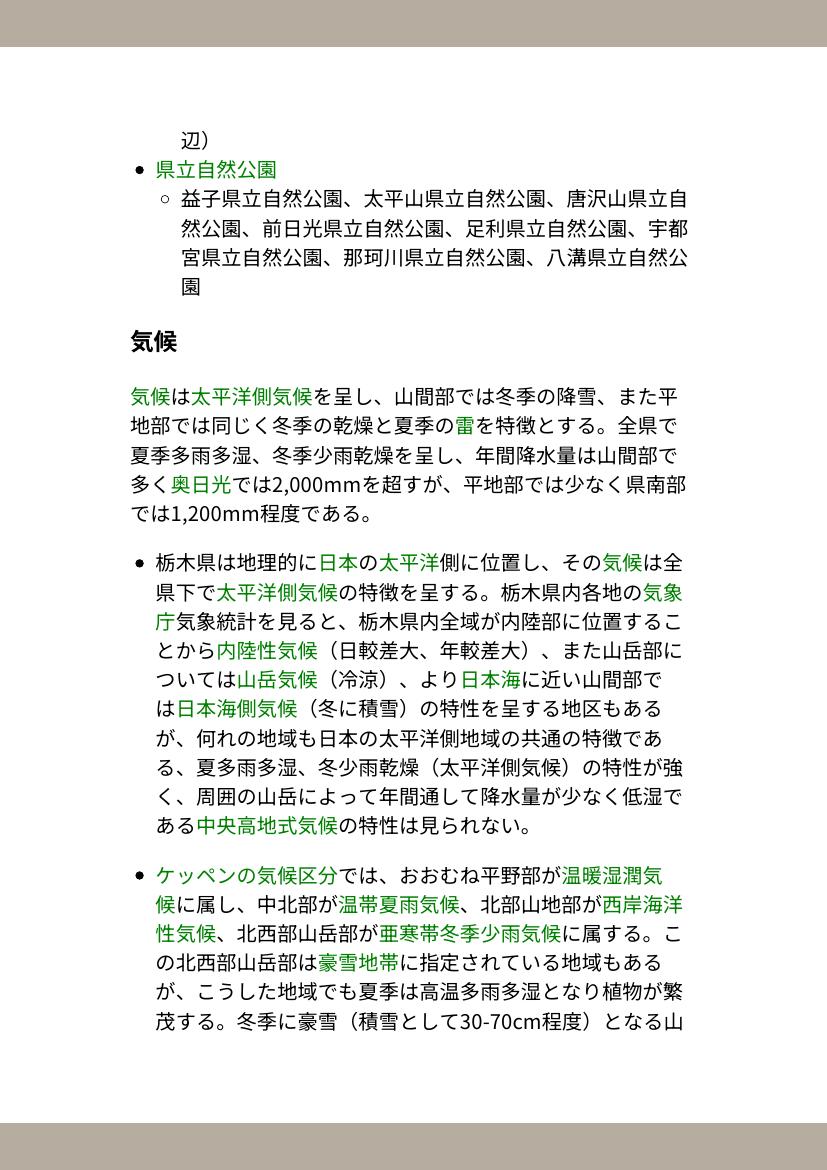 辺）
県立自然公園
益子県立自然公園、太平山県立自然公園、唐沢山県立自
然公園、前日光県立自然公園、足利県立自然公園、宇都
宮県立自然公園、那珂川県立自然公園、八溝県立自然公
園
気候
気候は太平洋側気候を呈し、山間部では冬季の降雪、また平
地部では同じく冬季の乾燥と夏季の雷を特徴とする。全県で
夏季多雨多湿、冬季少雨乾燥を呈し、年間降水量は山間部で
多く奥日光では2,000mmを超すが、平地部では少なく県南部
では1,200mm程度である。
栃木県は地理的に日本の太平洋側に位置し、その気候は全
県下で太平洋側気候の特徴を呈する。栃木県内各地の気象
庁気象統計を見ると、栃木県内全域が内陸部に位置するこ
とから内陸性気候（日較差大、年較差大）、また山岳部に
ついては山岳気候（冷涼）、より日本海に近い山間部で
は日本海側気候（冬に積雪）の特性を呈する地区もある
が、何れの地域も日本の太平洋側地域の共通の特徴であ
る、夏多雨多湿、冬少雨乾燥（太平洋側気候）の特性が強
く、周囲の山岳によって年間通して降水量が少なく低湿で
ある中央高地式気候の特性は見られない。
ケッペンの気候区分では、おおむね平野部が温暖湿潤気
候に属し、中北部が温帯夏雨気候、北部山地部が西岸海洋
性気候、北西部山岳部が亜寒帯冬季少雨気候に属する。こ
の北西部山岳部は豪雪地帯に指定されている地域もある
が、こうした地域でも夏季は高温多雨多湿となり植物が繁
茂する。冬季に豪雪（積雪として30-70cm程度）となる山